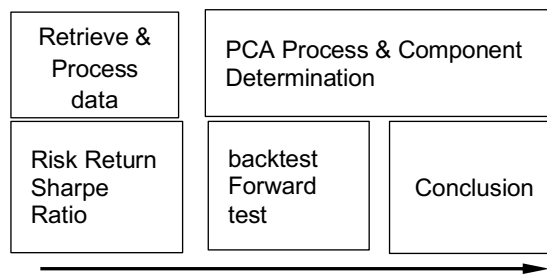 Retrieve &
Process
data
PCA Process & Component
Determination
Risk Return
Sharpe
Ratio
backtest
Forward
test
Conclusion